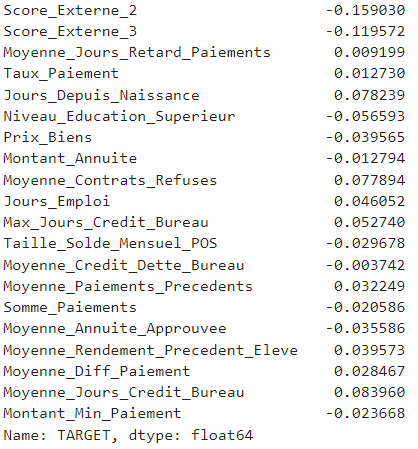 Score_Externe_2 -0.159030
Score_Externe_3 -0.119572
Moyenne_Jours_Retard_Paiements 0.009199
Taux_Paiement 0.012730
Jours_Depuis_Naissance 0.078239
Niveau_Education_Superieur -0.056593
Prix_Biens -0.039565
Montant_Annuite -0.012794
Moyenne_Contrats_Refuses 0.077894
Jours_Emploi 0.046052
Max_Jours_Credit_Bureau 0.052740
Taille_Solde_Mensuel_POS -0.029678
Moyenne_Credit_Dette_Bureau -0.003742
Moyenne_Paiements_Precedents 0.032249
Somme_Paiements -0.020586
Moyenne_Annuite_Approuvee -0.035586
Moyenne_Rendement_Precedent_Eleve 0.039573
Moyenne_Diff_Paiement 0.028467
Moyenne_Jours_Credit_Bureau 0.083960
Montant_Min_Paiement -0.023668
Name: TARGET, dtype: float64